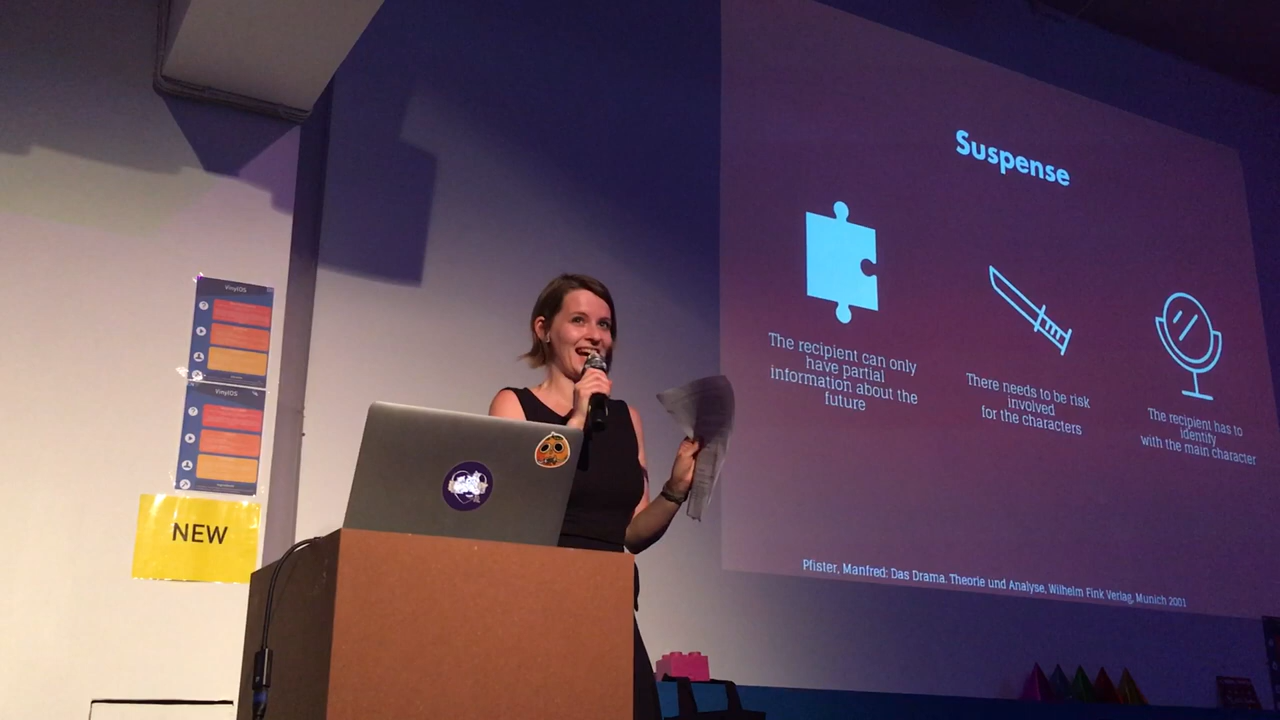 Suspense
The recipient can only
have partial
information about the
future
There needs to be risk
involved
for the characters
The recipient has to
identify
with the main character
Pfister, Manfred: Das Drama. Theorie und Analyse, Wilhelm Fink Verlag, Munich 2001
VinylOS
VinylOS
NEW